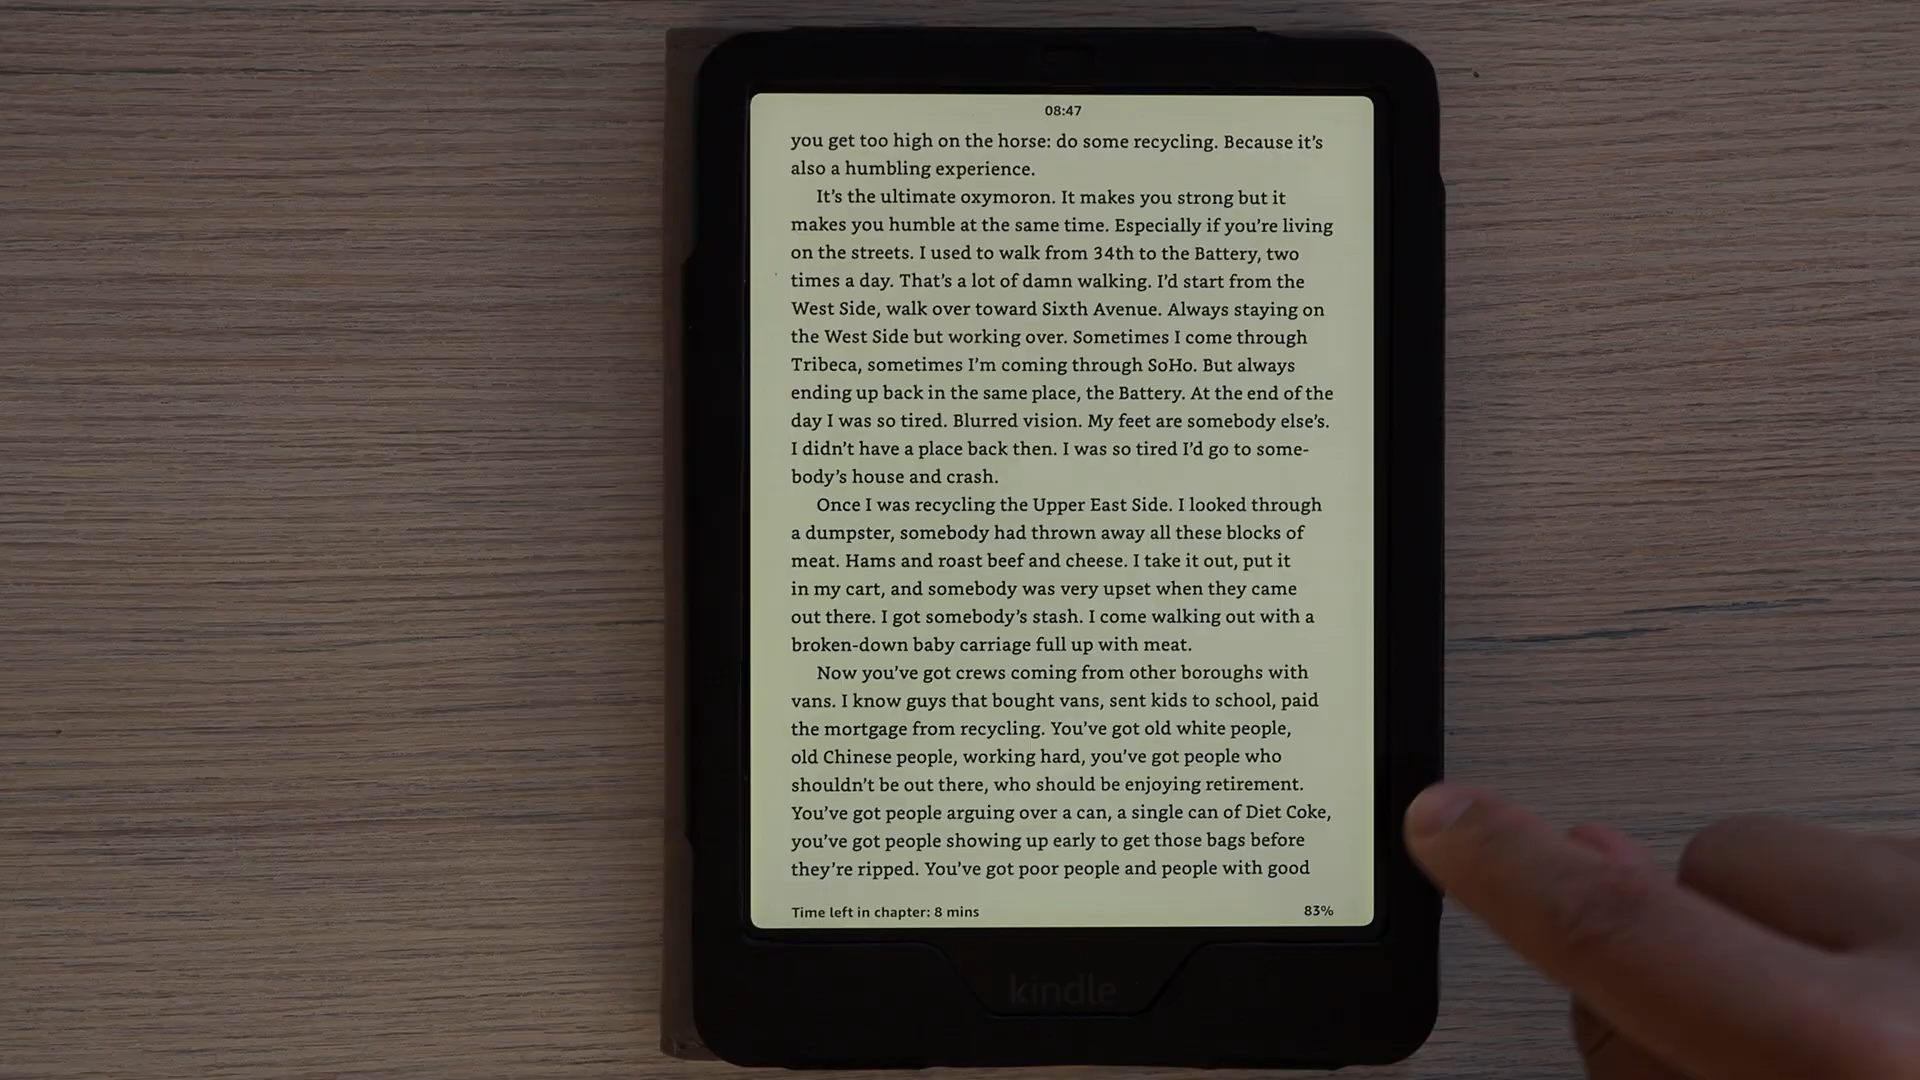 08:47
you get too high on the horse: do some recycling. Because it’s
also a humbling experience.
It’s the ultimate oxymoron. It makes you strong but it
makes you humble at the same time. Especially if you’re living
on the streets. I used to walk from 34th to the Battery, two
times a day. That’s a lot of damn walking. I’d start from the
West Side, walk over toward Sixth Avenue. Always staying on
the West Side but working over. Sometimes I come through
Tribeca, sometimes I’m coming through SoHo. But always
ending up back in the same place, the Battery. At the end of the
day I was so tired. Blurred vision. My feet are somebody else’s.
I didn’t have a place back then. I was so tired I’d go to some-
body’s house and crash.
Once I was recycling the Upper East Side. I looked through
a dumpster, somebody had thrown away all these blocks of
meat. Hams and roast beef and cheese. I take it out, put it
in my cart, and somebody was very upset when they came
out there. I got somebody’s stash. I come walking out with a
broken-down baby carriage full up with meat.
Now you’ve got crews coming from other boroughs with
vans. I know guys that bought vans, sent kids to school, paid
the mortgage from recycling. You’ve got old white people,
old Chinese people, working hard, you’ve got people who
shouldn’t be out there, who should be enjoying retirement.
You’ve got people arguing over a can, a single can of Diet Coke,
you’ve got people showing up early to get those bags before
they’re ripped. You’ve got poor people and people with good
Time left in chapter: 8 mins 83%
kindle